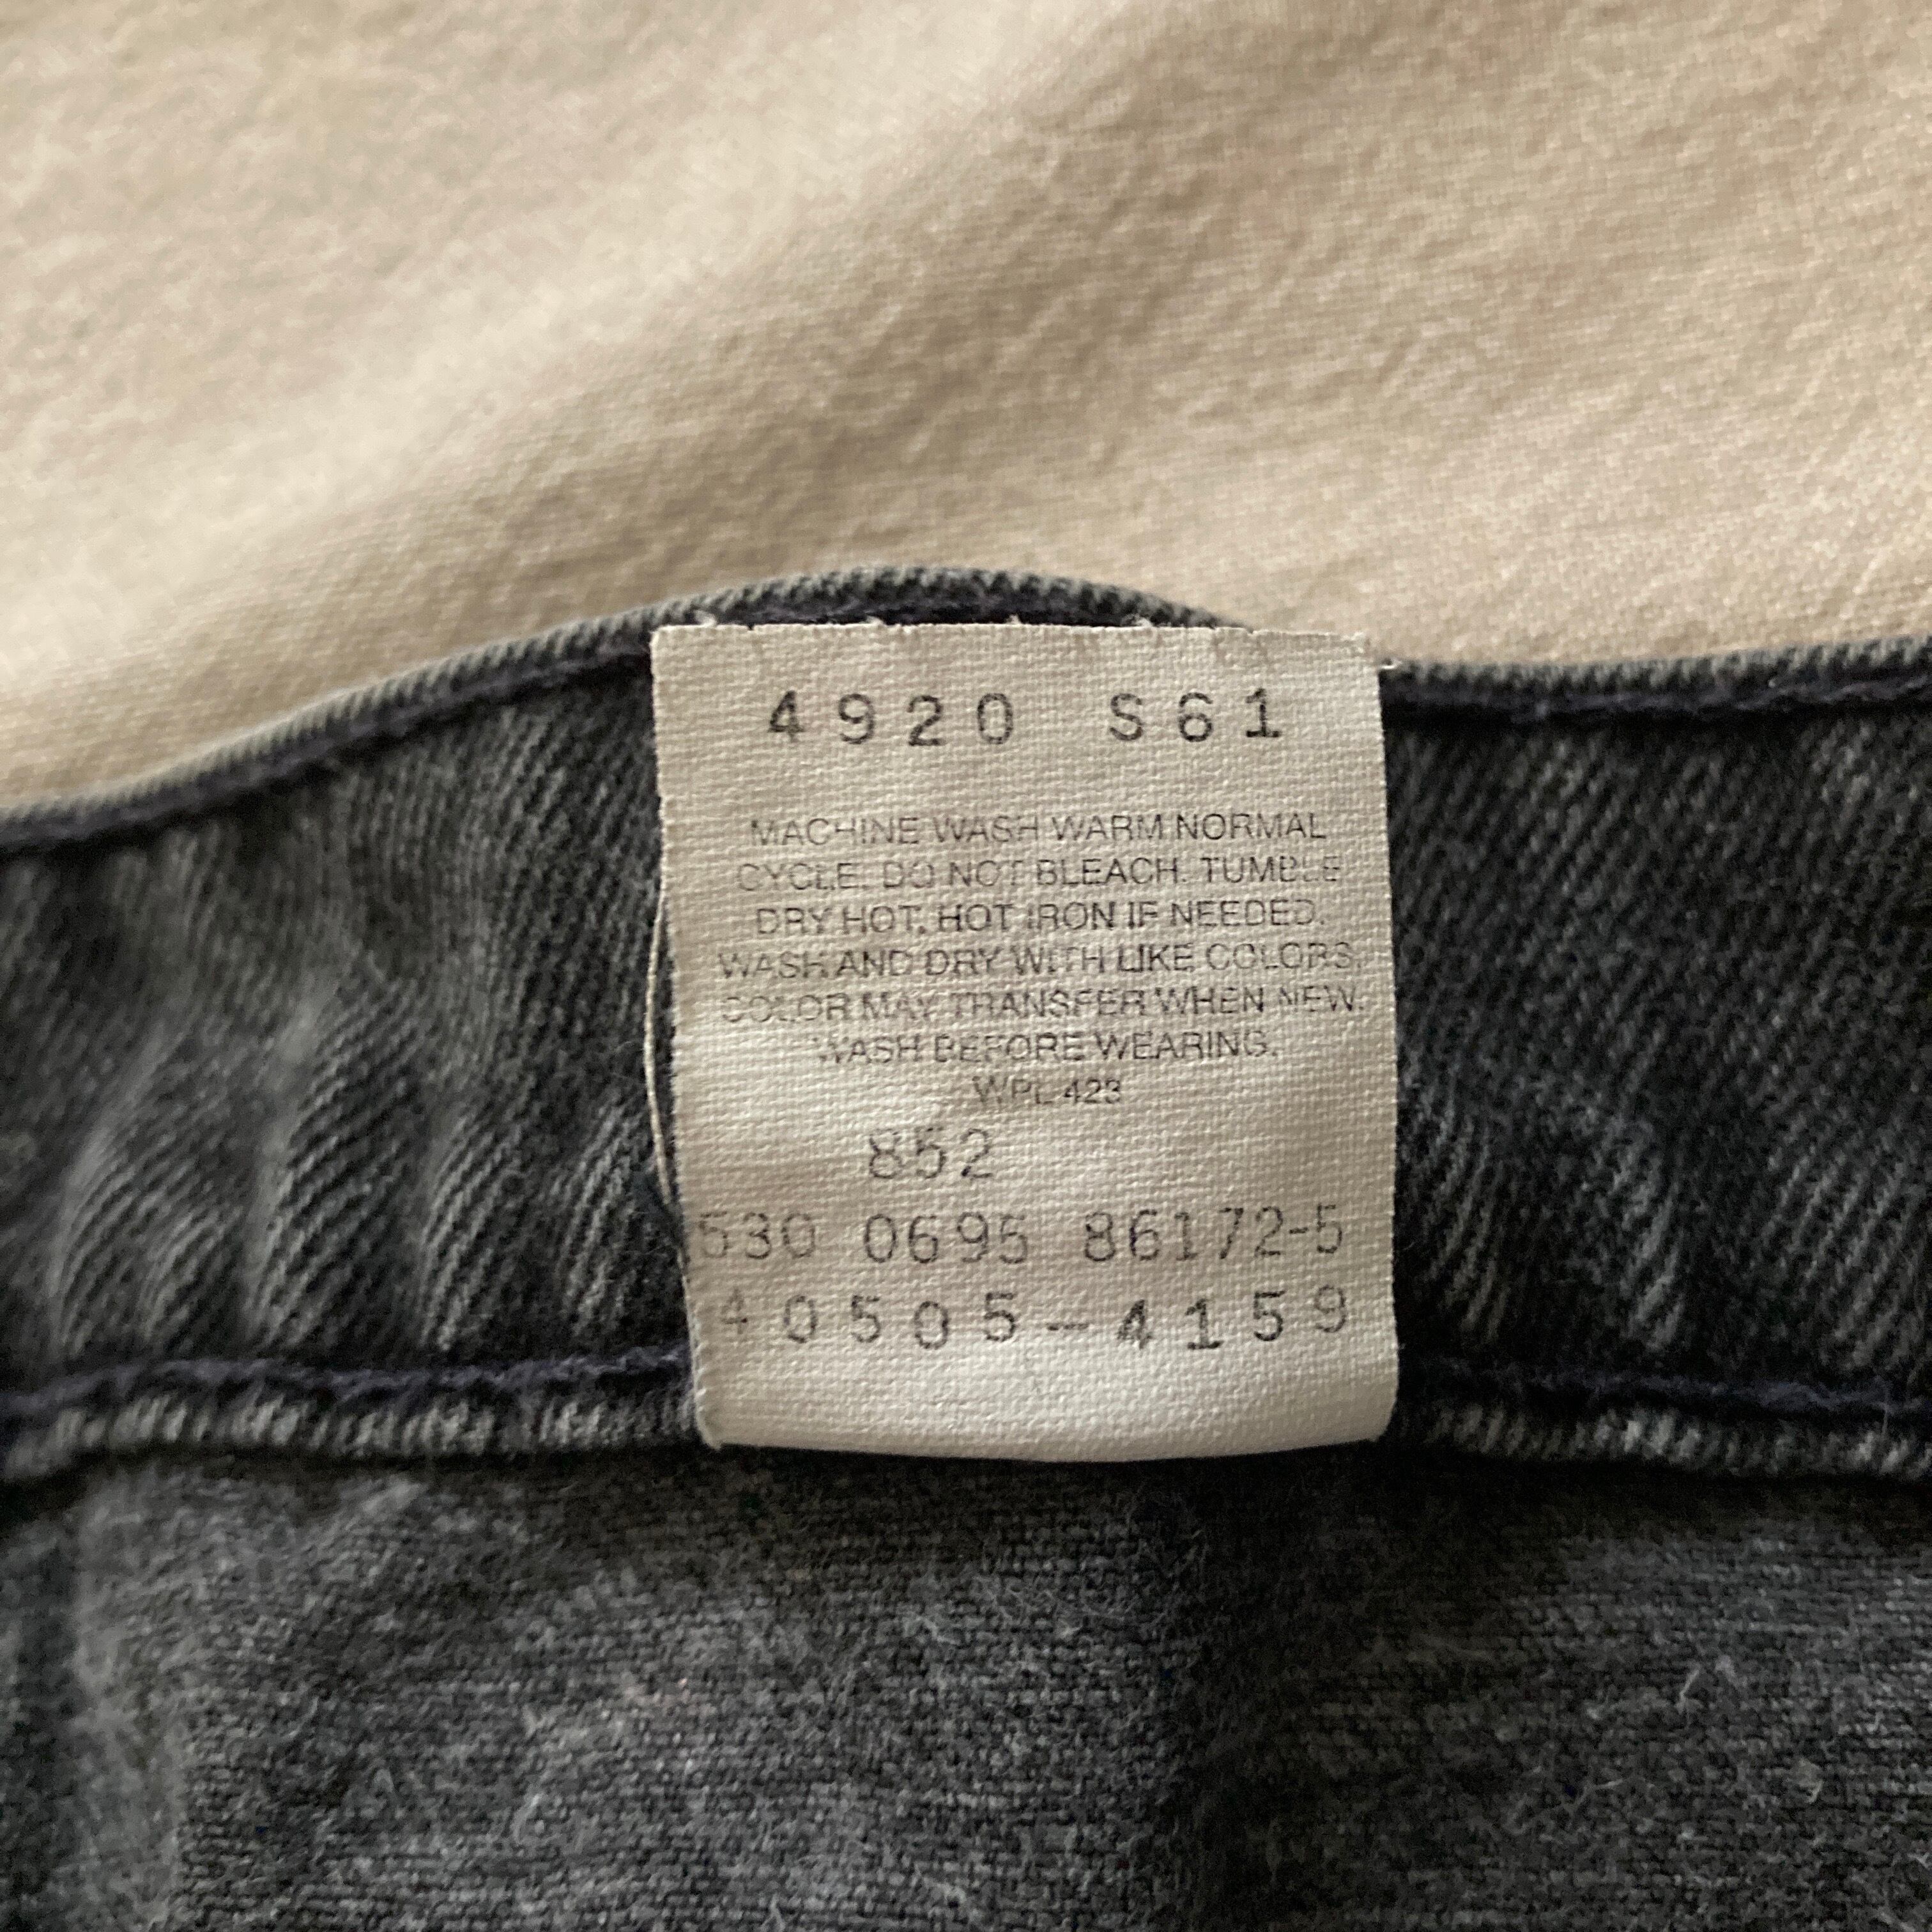 4920 S61
MACHINE WASH WARM NORMAL
CYCLE. DO NOT BLEACH. TUMBLE
DRY HOT. HOT IRON IF NEEDED.
WASH AND DRY WITH LIKE COLORS.
COLOR MAY TRANSFER WHEN NEW.
WASH BEFORE WEARING.
WPL 423
852
530 0695 86172-5
40505-4159